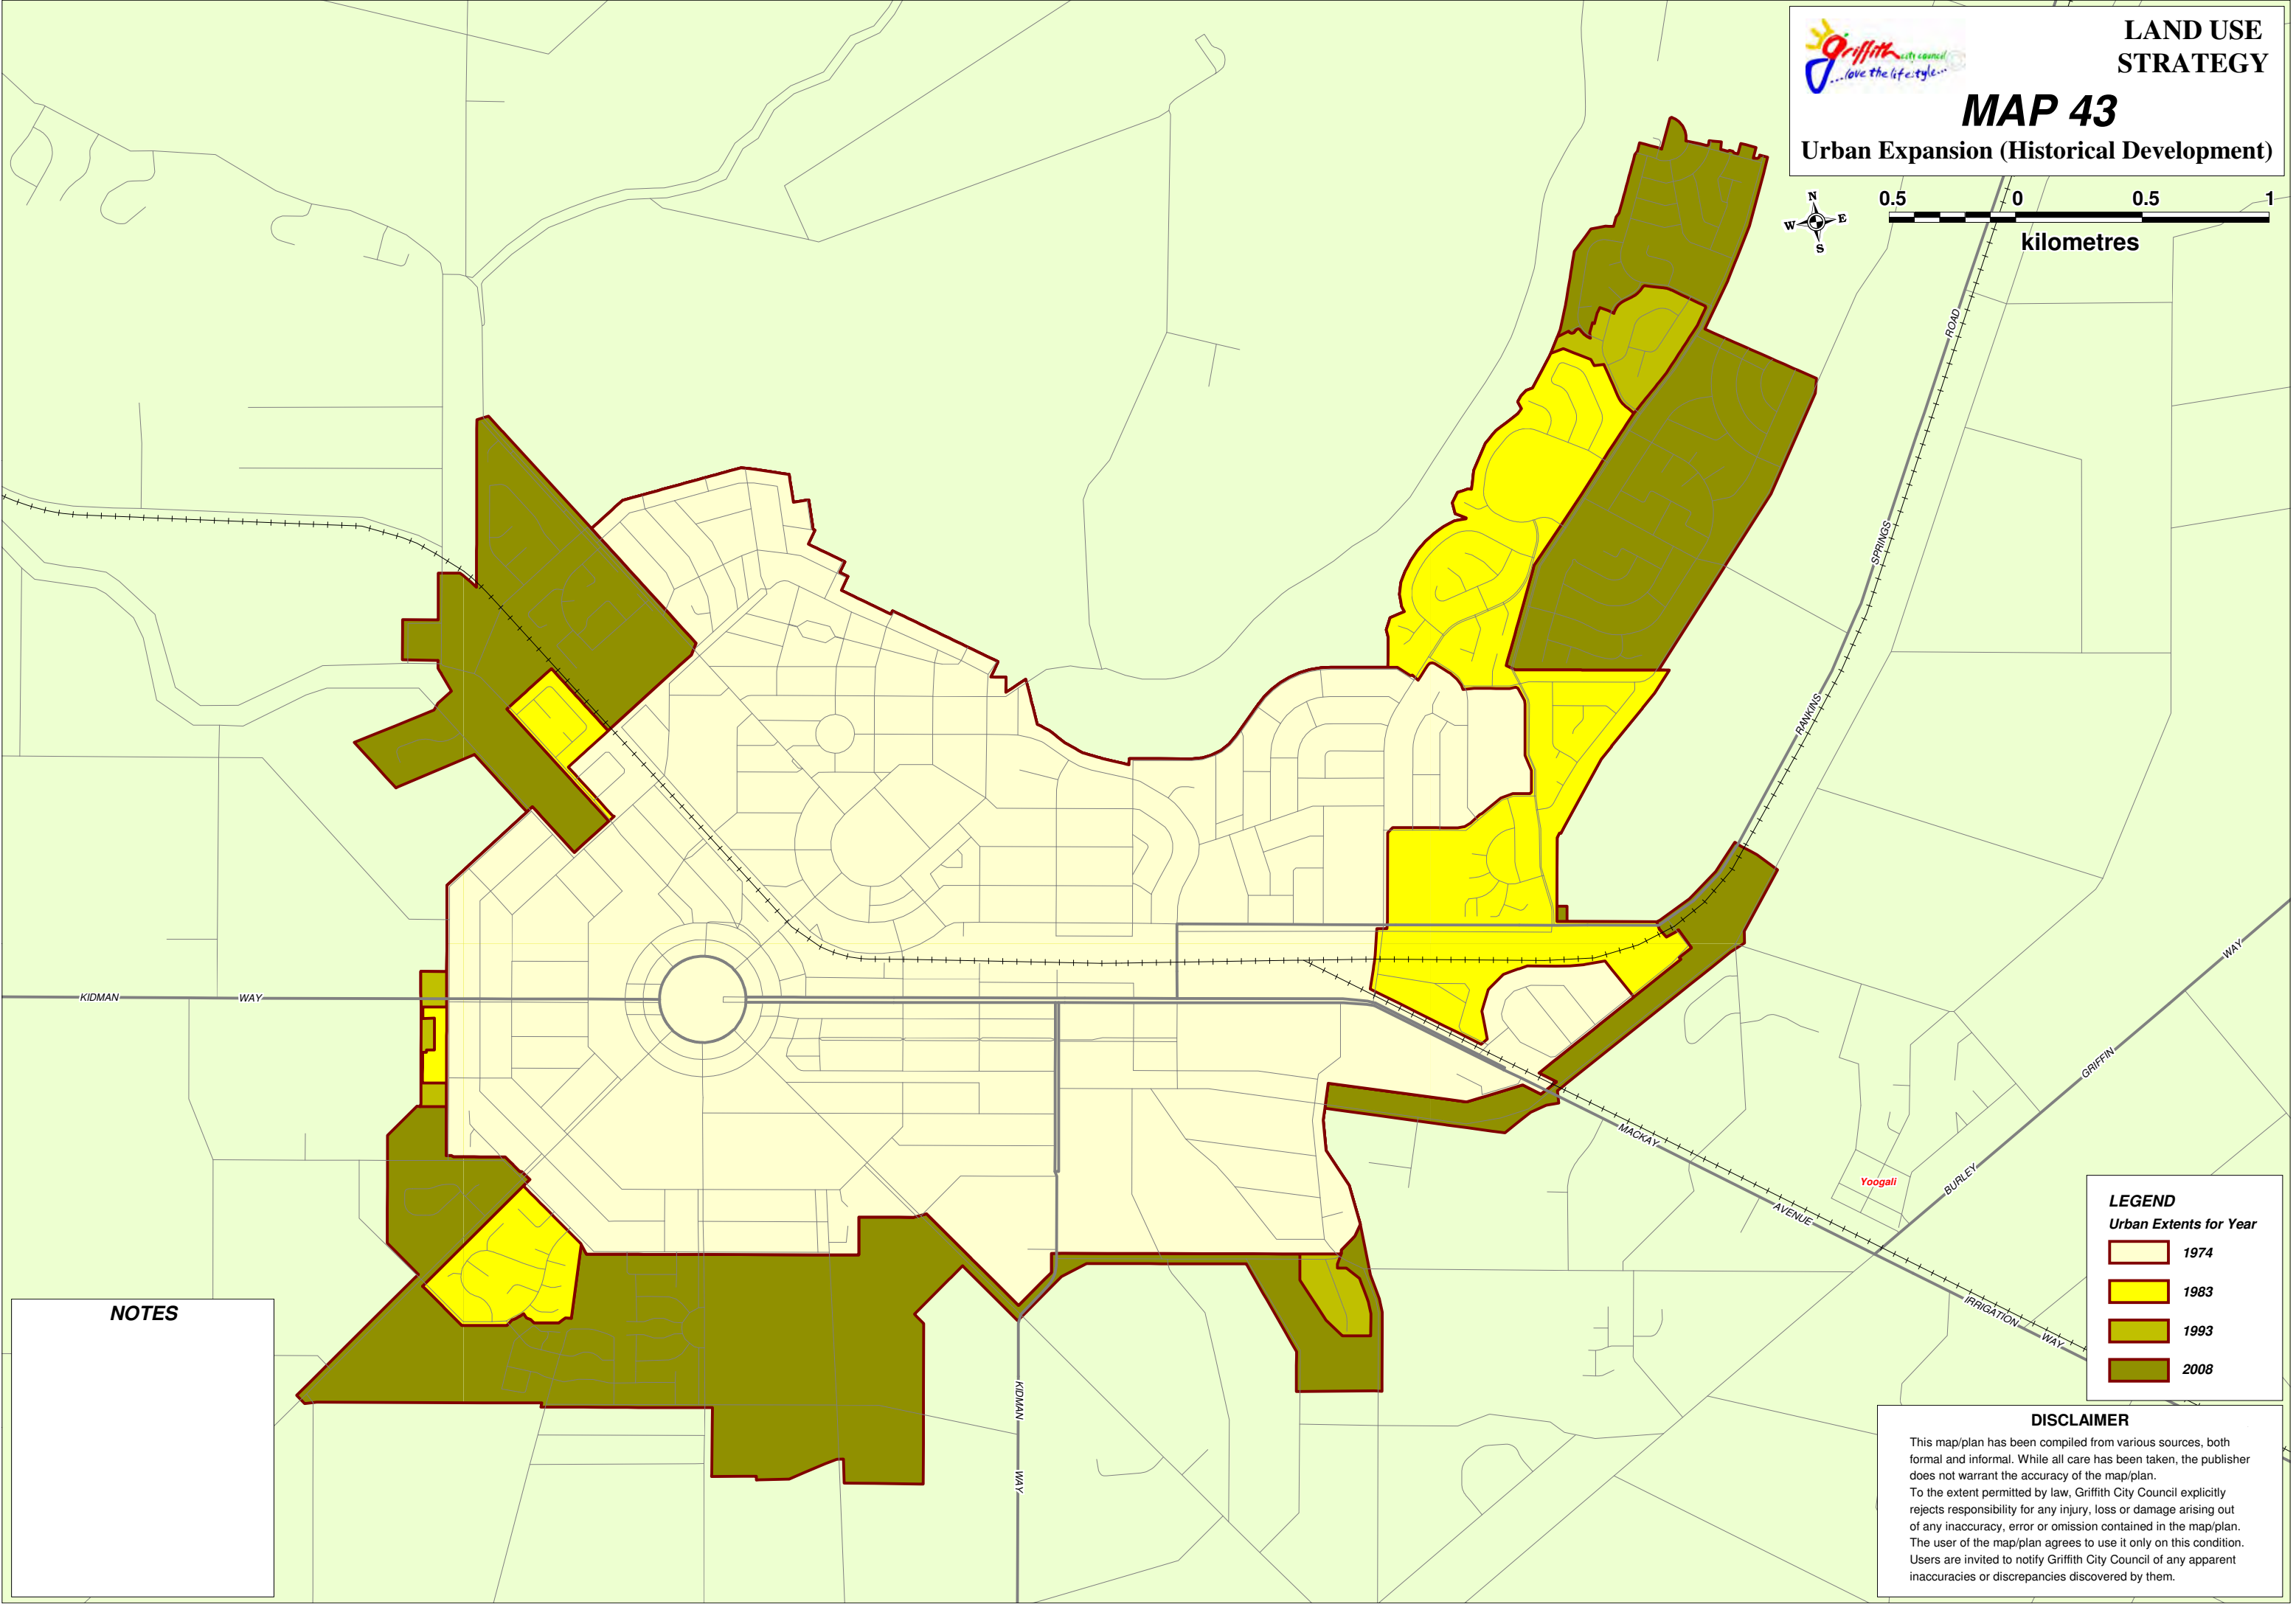 griffith city council
...love the lifestyle...
LAND USE
STRATEGY
MAP 43
Urban Expansion (Historical Development)
N
W E
S
0.5 0 0.5 1
kilometres
ROAD
SPRINGS
RANKINS
KIDMAN WAY
WAY
GRIFFIN
BURLEY
MACKAY
AVENUE
IRRIGATION
WAY
Yoogali
KIDMAN
WAY
NOTES
LEGEND
Urban Extents for Year
1974
1983
1993
2008
DISCLAIMER
This map/plan has been compiled from various sources, both
formal and informal. While all care has been taken, the publisher
does not warrant the accuracy of the map/plan.
To the extent permitted by law, Griffith City Council explicitly
rejects responsibility for any injury, loss or damage arising out
of any inaccuracy, error or omission contained in the map/plan.
The user of the map/plan agrees to use it only on this condition.
Users are invited to notify Griffith City Council of any apparent
inaccuracies or discrepancies discovered by them.